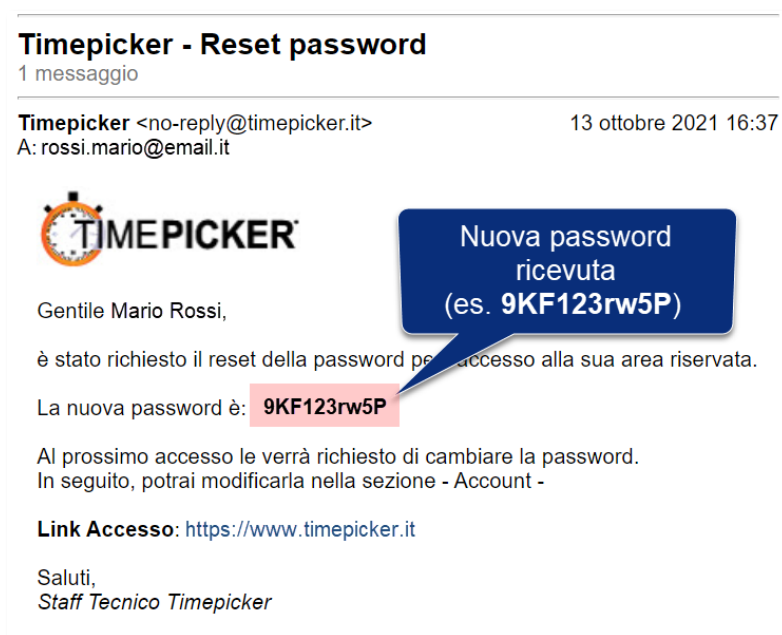 Timepicker - Reset password
1 messaggio
Timepicker <no-reply@timepicker.it> 13 ottobre 2021 16:37
A: rossi.mario@email.it
TIMEPICKER
Nuova password
ricevuta
(es. 9KF123rw5P)
Gentile Mario Rossi,
è stato richiesto il reset della password pe accesso alla sua area riservata.
La nuova password è: 9KF123rw5P
Al prossimo accesso le verrà richiesto di cambiare la password.
In seguito, potrai modificarla nella sezione - Account -
Link Accesso: https://www.timepicker.it
Saluti,
Staff Tecnico Timepicker